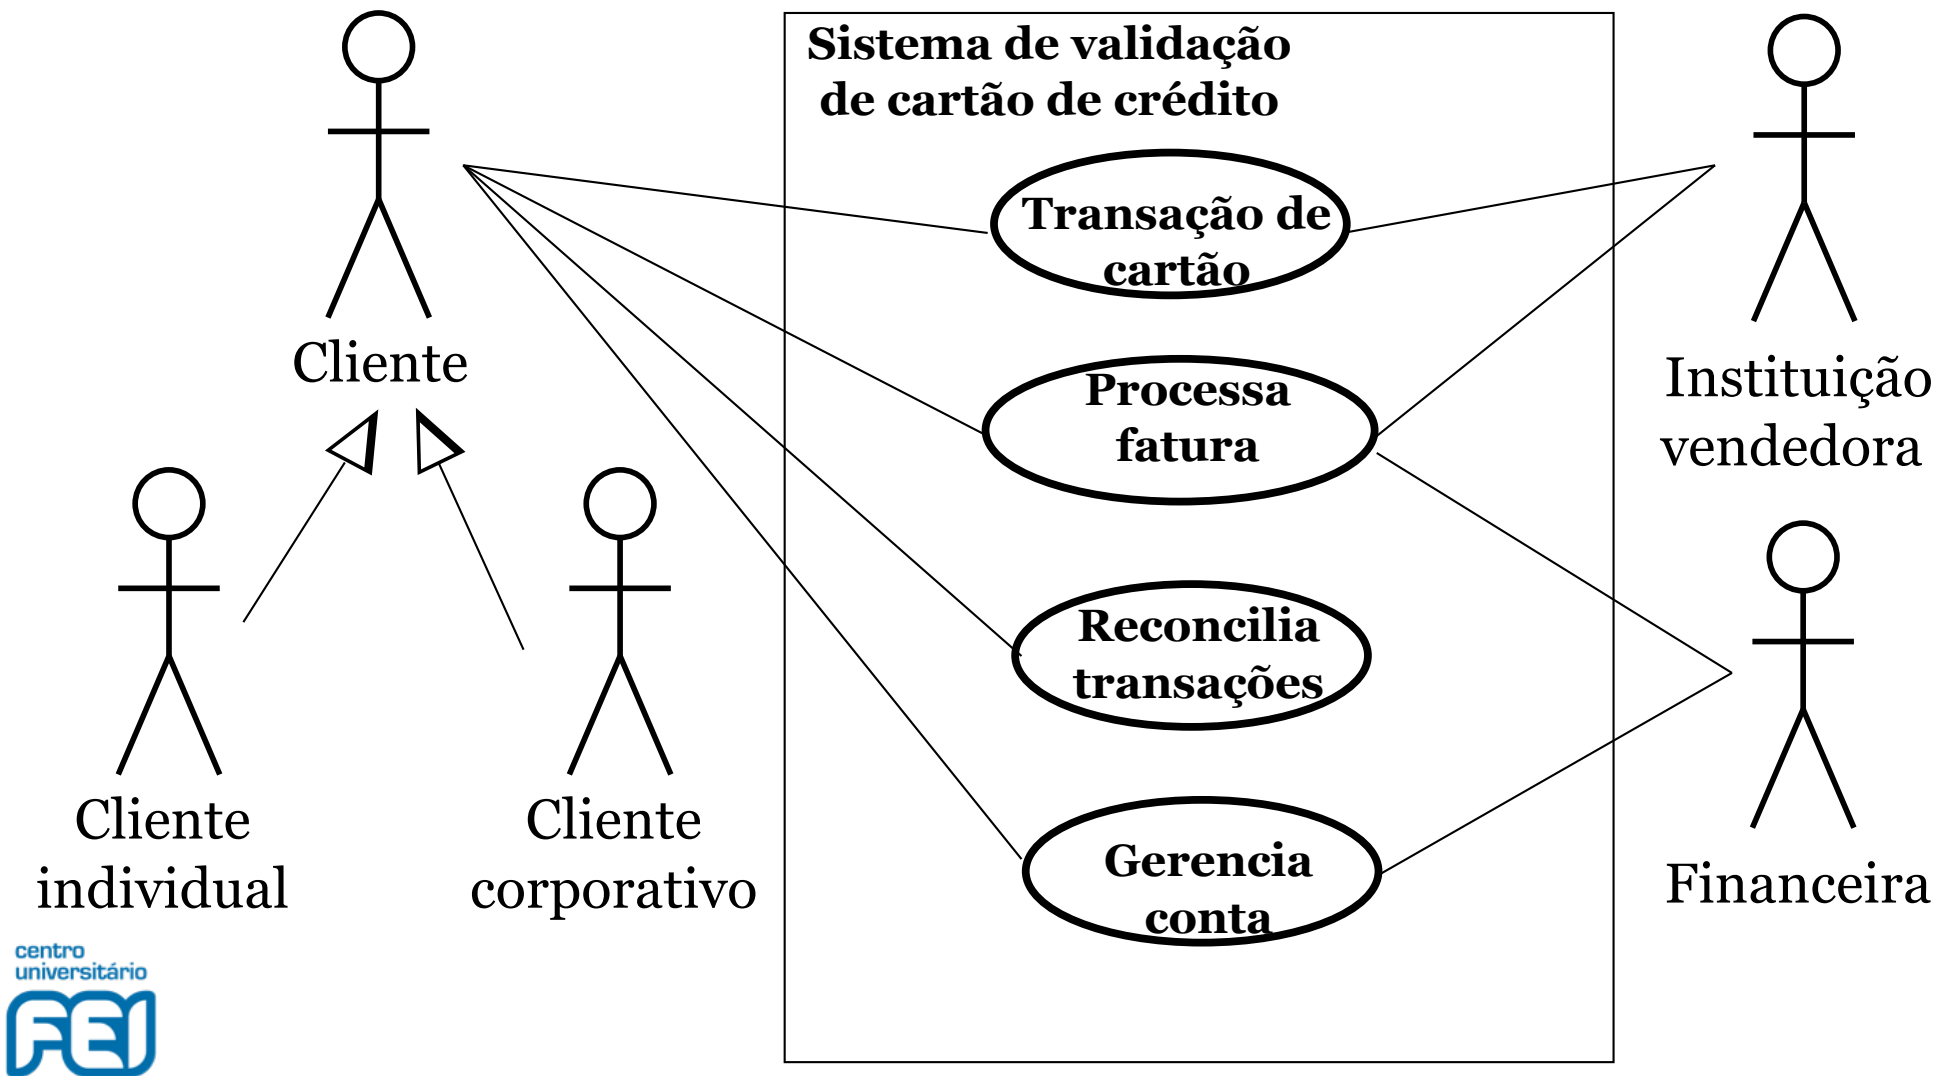 Sistema de validação
de cartão de crédito
Transação de
cartão
Cliente
Processa
fatura
Instituição
vendedora
Reconcilia
transações
Cliente
individual
Cliente
corporativo
Gerencia
conta
Financeira
centro
universitário
FEI